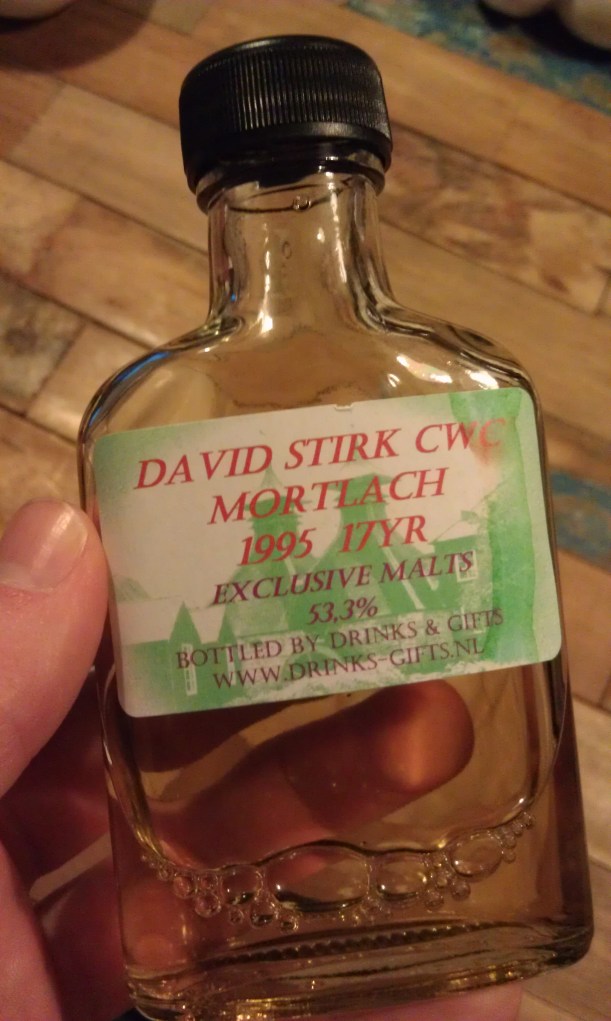 DAVID STIRK CWC
MORTLACH
1995 17YR
EXCLUSIVE MALTS
53,3%
BOTTLED BY DRINKS & GIFTS
WWW.DRINKS-GIFTS.NL